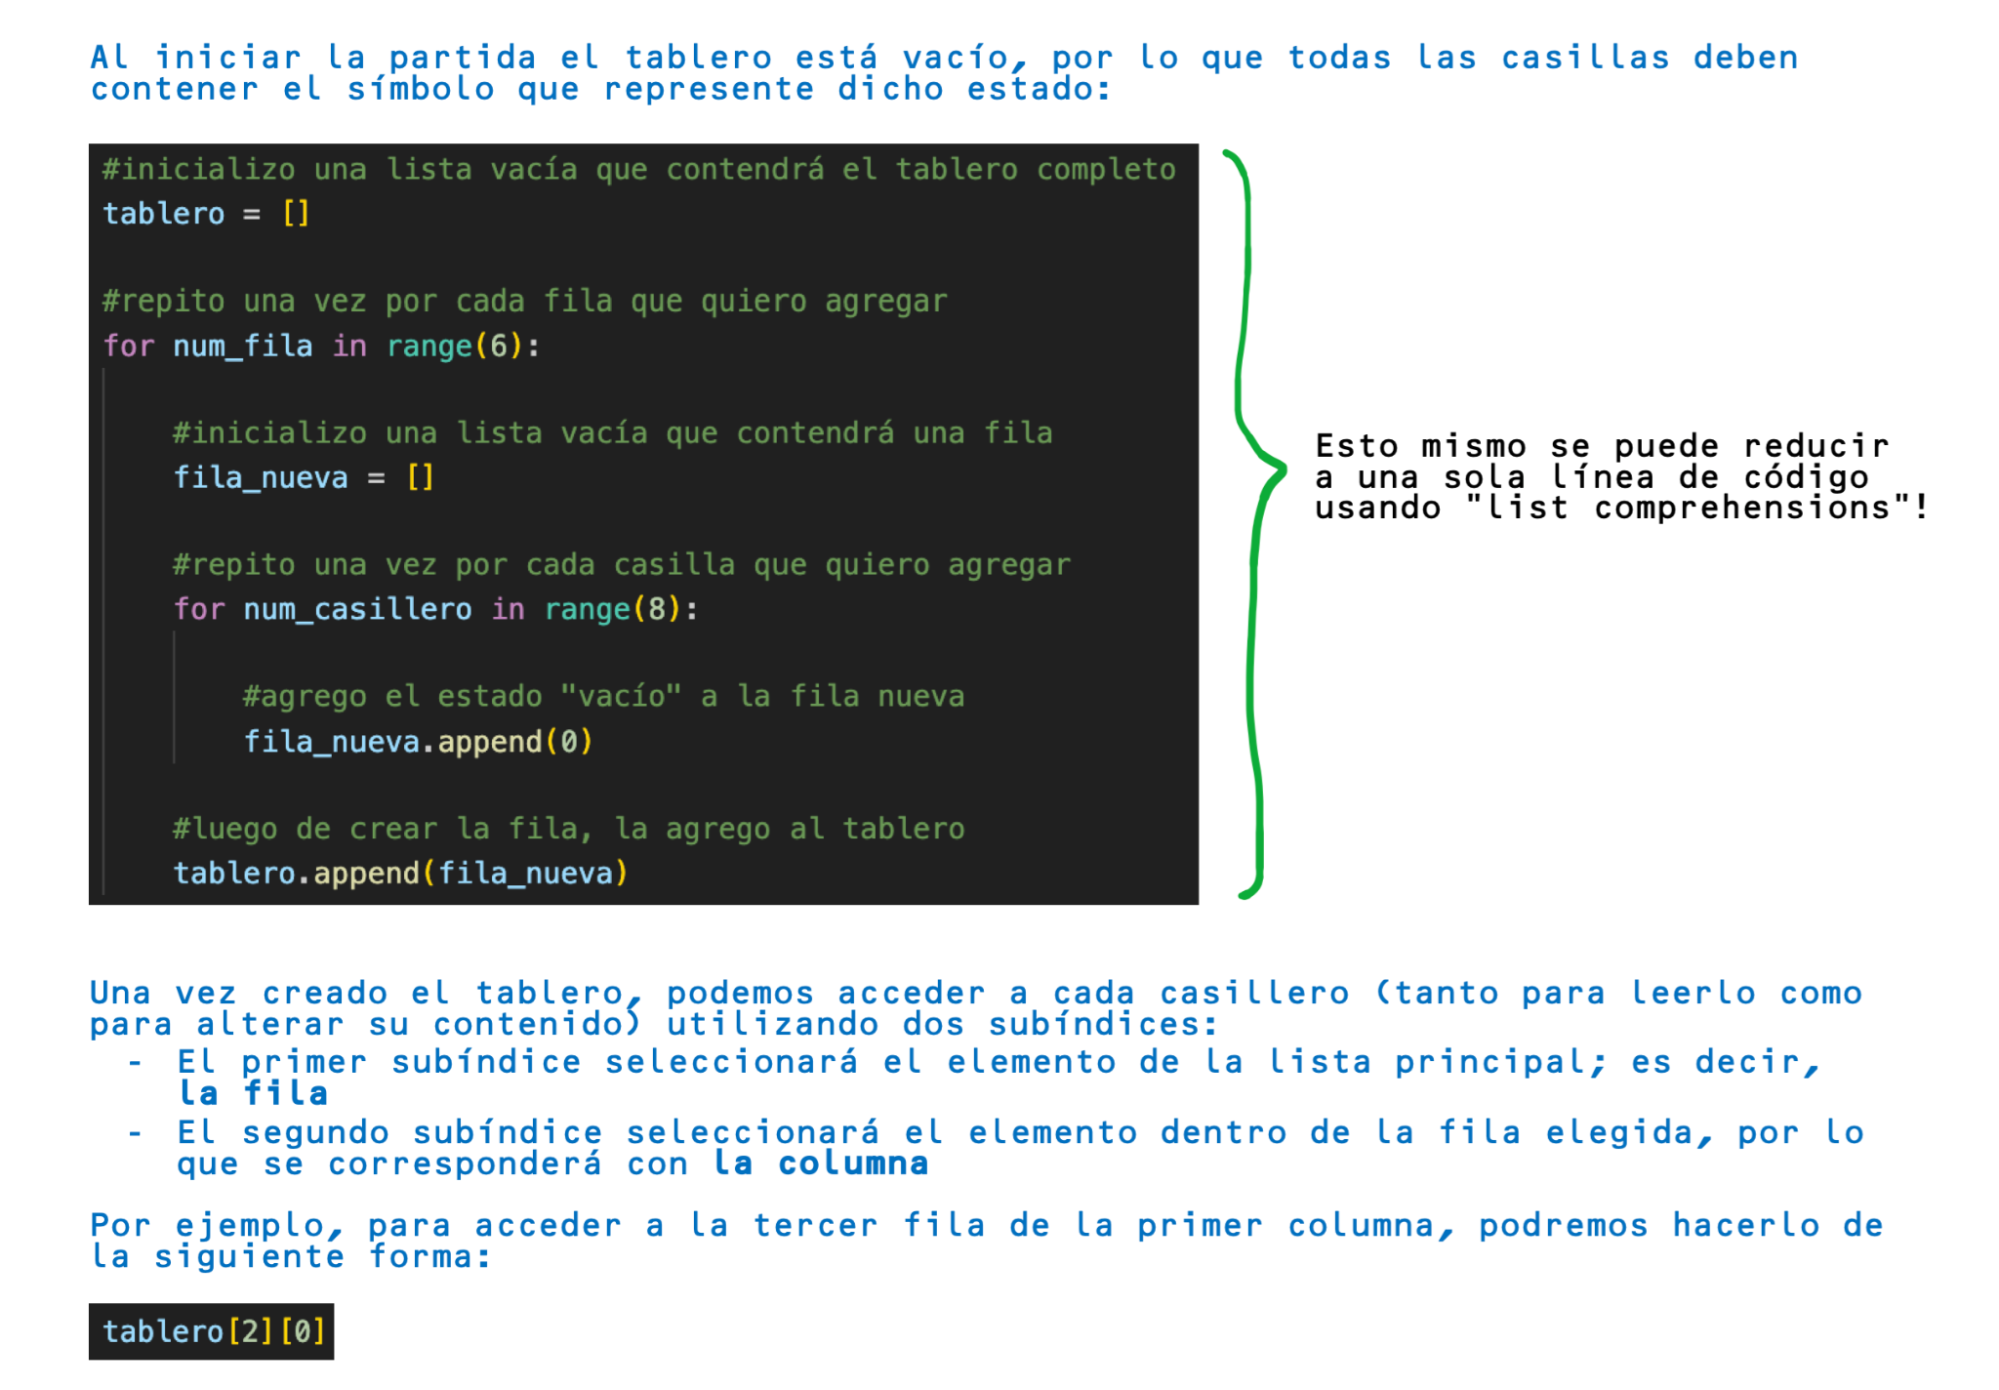 Al iniciar la partida el tablero está vacío, por lo que todas las casillas deben
contener el símbolo que represente dicho estado:
#inicializo una lista vacía que contendrá el tablero completo
tablero = []
#repito una vez por cada fila que quiero agregar
for num_fila in range(6):
#inicializo una lista vacía que contendrá una fila
fila_nueva = []
#repito una vez por cada casilla que quiero agregar
for num_casillero in range(8):
#agrego el estado "vacío" a la fila nueva
fila_nueva.append(0)
#luego de crear la fila, la agrego al tablero
tablero.append(fila_nueva)
Esto mismo se puede reducir
a una sola línea de código
usando "list comprehensions"!
Una vez creado el tablero, podemos acceder a cada casillero (tanto para leerlo como
para alterar su contenido) utilizando dos subíndices:
- El primer subíndice seleccionará el elemento de la lista principal; es decir,
la fila
- El segundo subíndice seleccionará el elemento dentro de la fila elegida, por lo
que se corresponderá con la columna
Por ejemplo, para acceder a la tercer fila de la primer columna, podremos hacerlo de
la siguiente forma:
tablero[2][0]